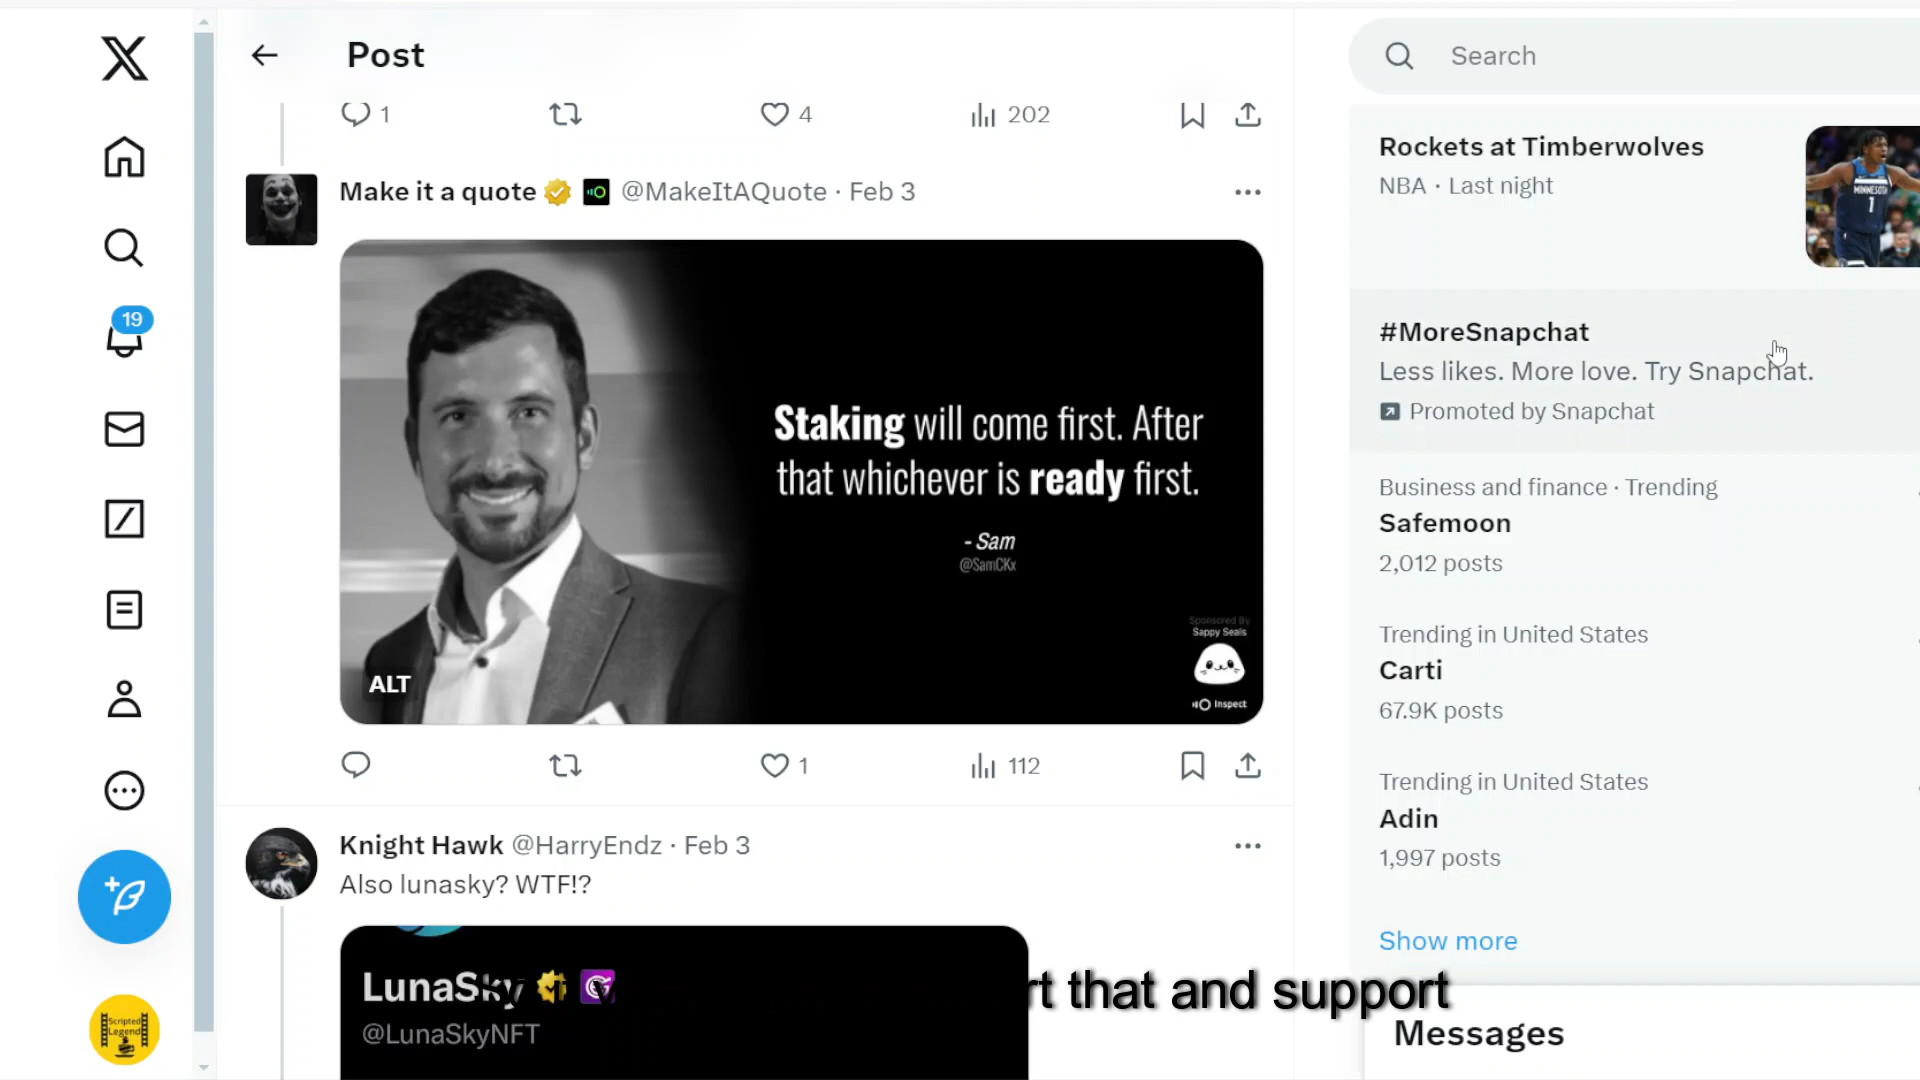 Post
Search
1
4
202
Make it a quote @MakeItAQuote · Feb 3
Staking will come first. After
that whichever is ready first.
- Sam
@SamCKx
Sponsored By
Sappy Seals
Inspect
ALT
1
112
Knight Hawk @HarryEndz · Feb 3
Also lunasky? WTF!?
LunaSky
@LunaSkyNFT
that and support
19
Scripted
Legend
Rockets at Timberwolves
NBA · Last night
MINNESOTA
1
#MoreSnapchat
Less likes. More love. Try Snapchat.
Promoted by Snapchat
Business and finance · Trending
Safemoon
2,012 posts
Trending in United States
Carti
67.9K posts
Trending in United States
Adin
1,997 posts
Show more
Messages